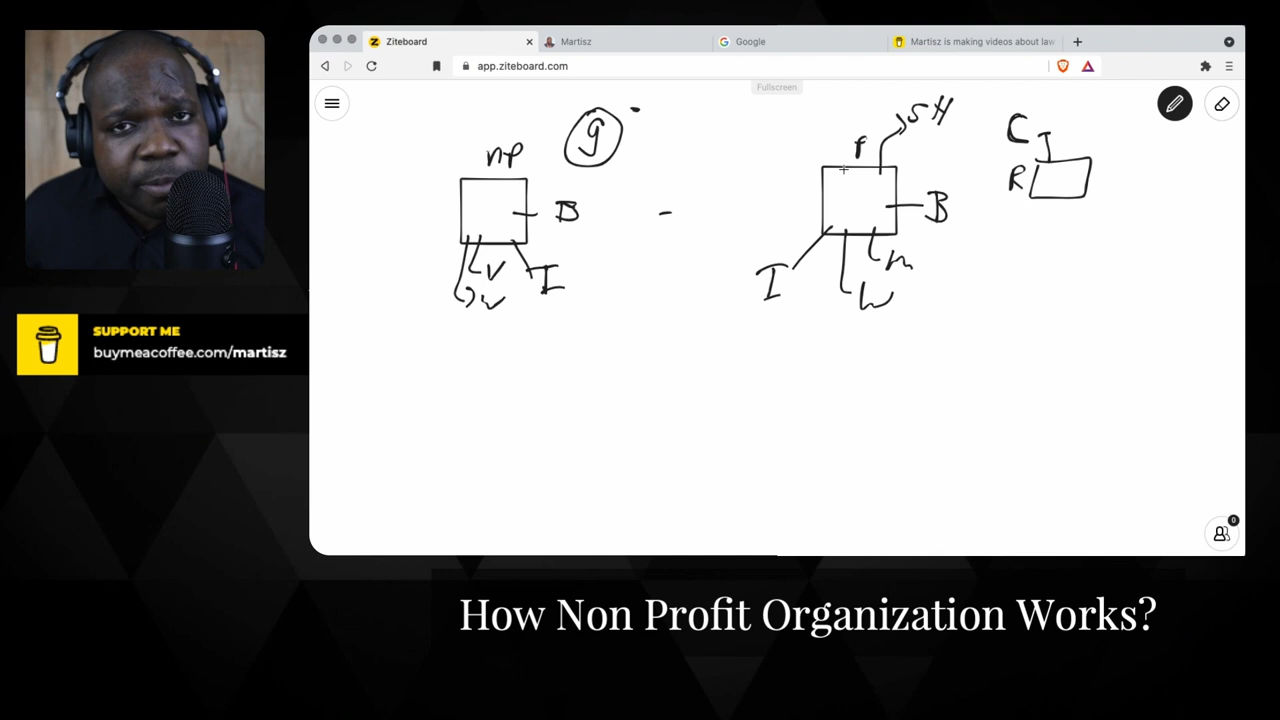 Ziteboard
Martisz
Google
Martisz is making videos about law
app.ziteboard.com
Fullscreen
np
g
B
V
W
I
SH
f
B
I
W
m
C
R
SUPPORT ME
buymeacoffee.com/martisz
0
How Non Profit Organization Works?